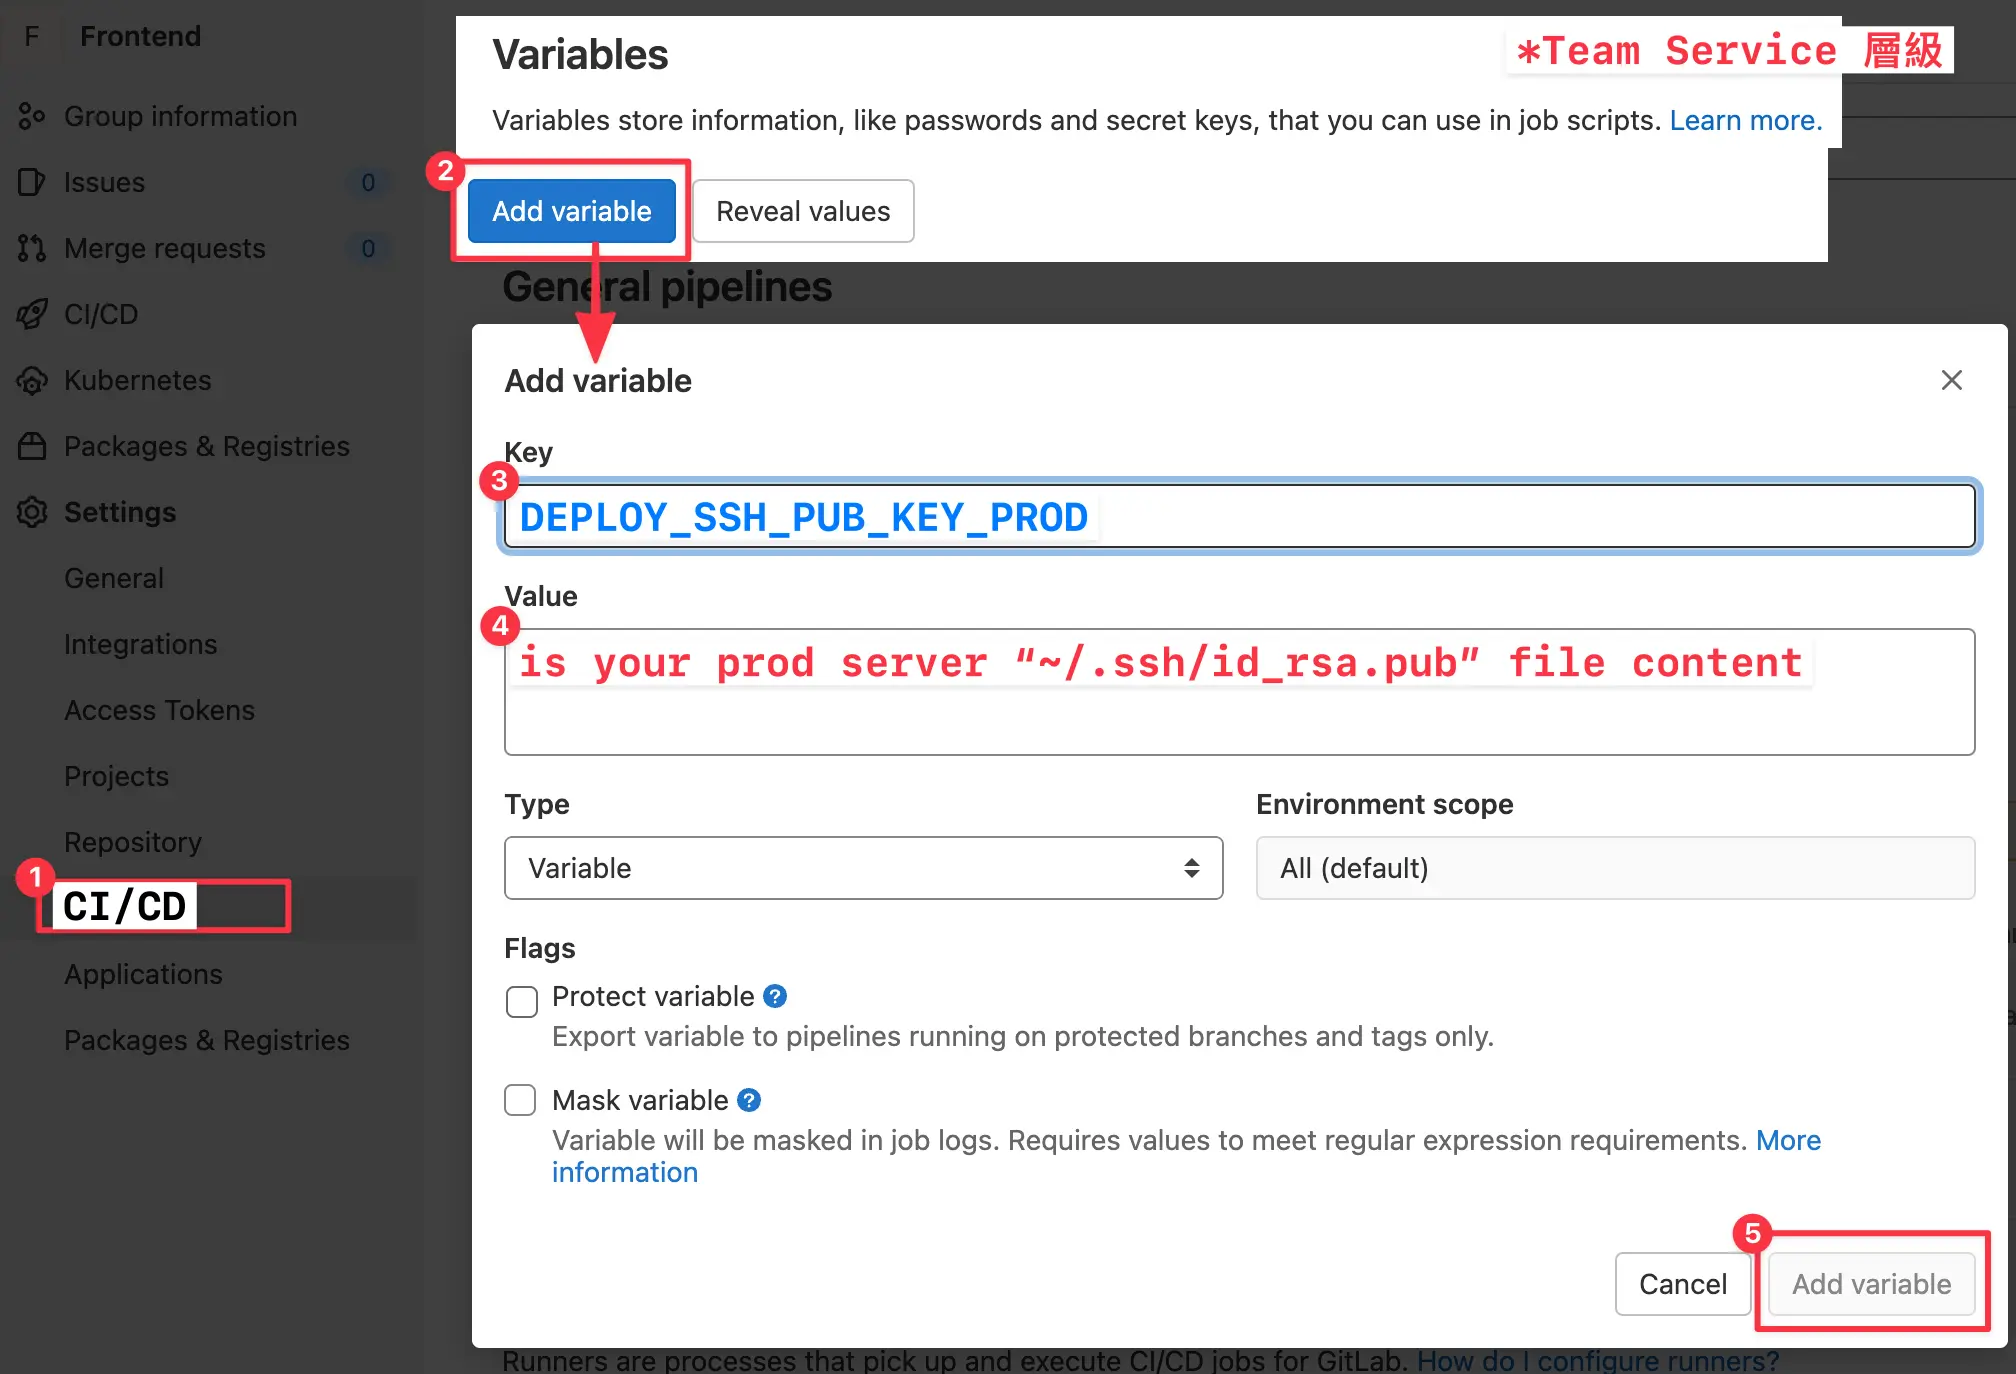 F Frontend
Group information
Issues 0
Merge requests 0
CI/CD
Kubernetes
Packages & Registries
Settings
General
Integrations
Access Tokens
Projects
Repository
1
CI/CD
Applications
Packages & Registries
Variables
*Team Service 層級
Variables store information, like passwords and secret keys, that you can use in job scripts. Learn more.
2
Add variable Reveal values
General pipelines
Add variable
Key
3
DEPLOY_SSH_PUB_KEY_PROD
Value
4
is your prod server “~/.ssh/id_rsa.pub” file content
Type Environment scope
Variable All (default)
Flags
Protect variable ?
Export variable to pipelines running on protected branches and tags only.
Mask variable ?
Variable will be masked in job logs. Requires values to meet regular expression requirements. More
information
5
Cancel Add variable
Runners are processes that pick up and execute CI/CD jobs for GitLab. How do I configure runners?